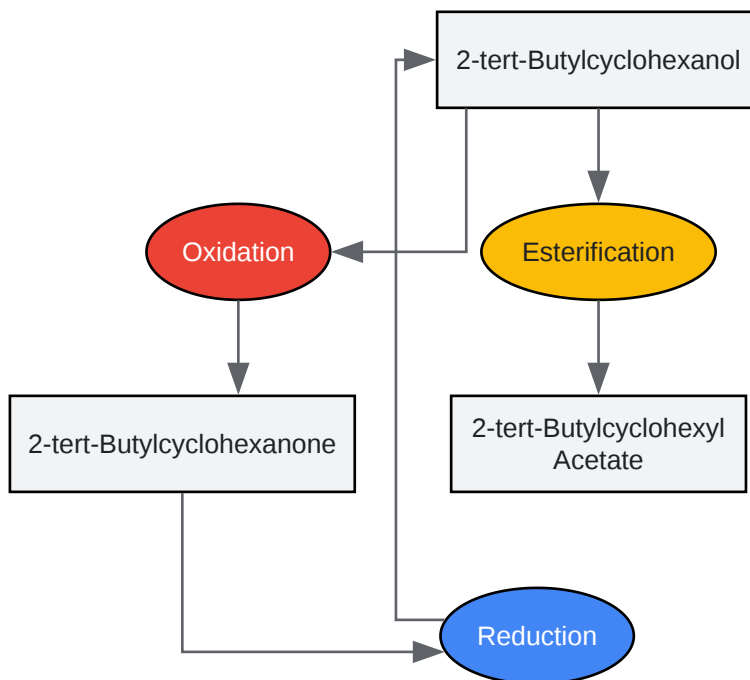 2-tert-Butylcyclohexanol
Oxidation
Esterification
2-tert-Butylcyclohexanone
2-tert-Butylcyclohexyl
Acetate
Reduction